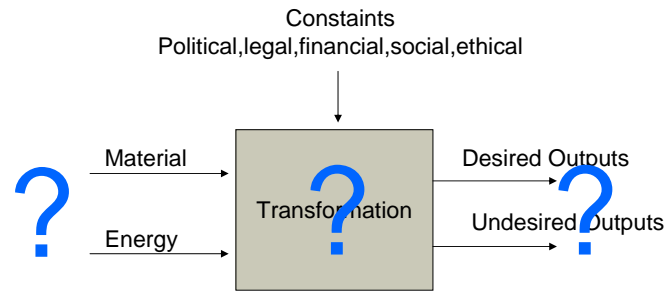 Constaints
Political,legal,financial,social,ethical
Material
Desired Outputs
?
?
?
Transformation
Undesired Outputs
Energy